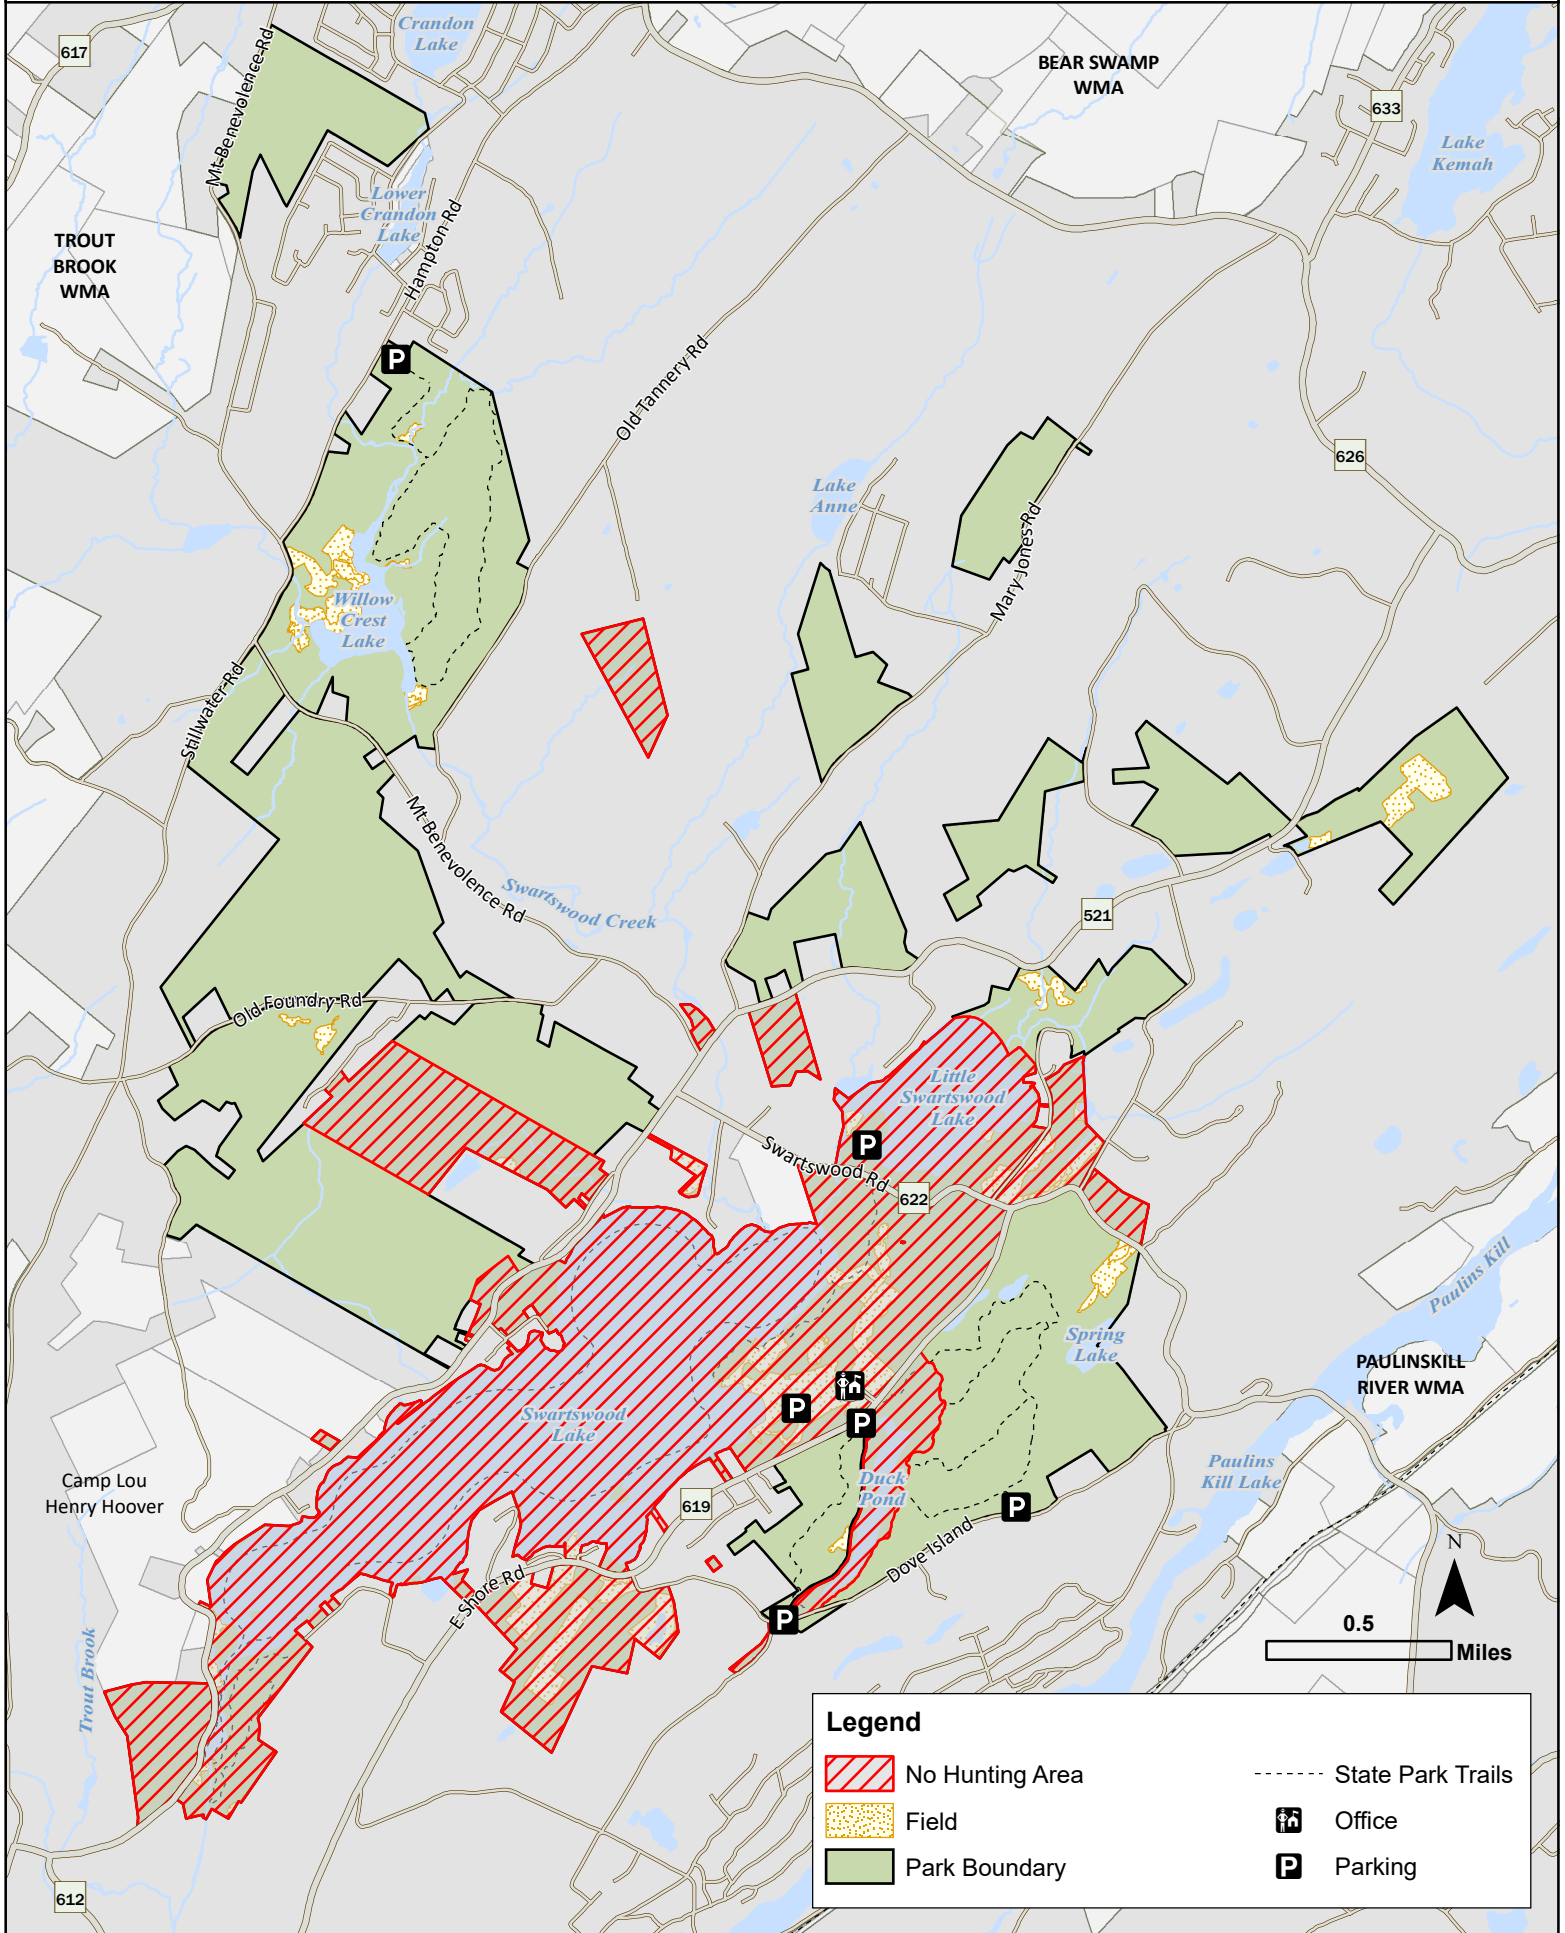 Crandon
Lake
617
Mt Benevolence Rd
BEAR SWAMP
WMA
633
Lake
Kemah
Lower
Crandon
Lake
Hampton Rd
TROUT
BROOK
WMA
P
Old Tannery Rd
626
Lake
Anne
Mary Jones Rd
Willow
Crest
Lake
Stillwater Rd
Mt Benevolence Rd
Swartswood Creek
521
Old Foundry Rd
Little
Swartswood
Lake
P
Swartswood Rd
622
Paulins Kill
Spring
Lake
PAULINSKILL
RIVER WMA
P
P
Swartswood
Lake
Camp Lou
Henry Hoover
Duck
Pond
Paulins
Kill Lake
619
P
Dove Island
E Shore Rd
P
N
0.5
Miles
Trout Brook
612
Legend
No Hunting Area
State Park Trails
Field
Office
Park Boundary
P Parking